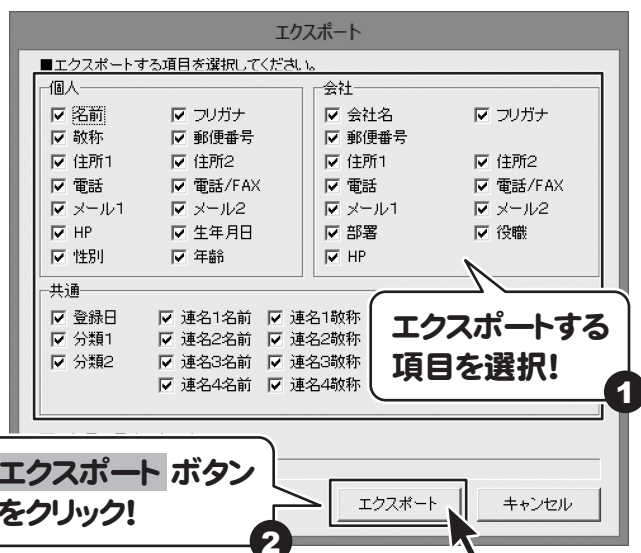 エクスポート
■エクスポートする項目を選択してください。
個人
名前 フリガナ
敬称 郵便番号
住所1 住所2
電話 電話/FAX
メール1 メール2
HP 生年月日
性別 年齢
会社
会社名 フリガナ
郵便番号
住所1 住所2
電話 電話/FAX
メール1 メール2
部署 役職
HP
共通
登録日 連名1名前 連名1敬称
分類1 連名2名前 連名2敬称
分類2 連名3名前 連名3敬称
連名4名前 連名4敬称
エクスポートする
項目を選択!
1
エクスポート ボタン
をクリック!
2
エクスポート キャンセル